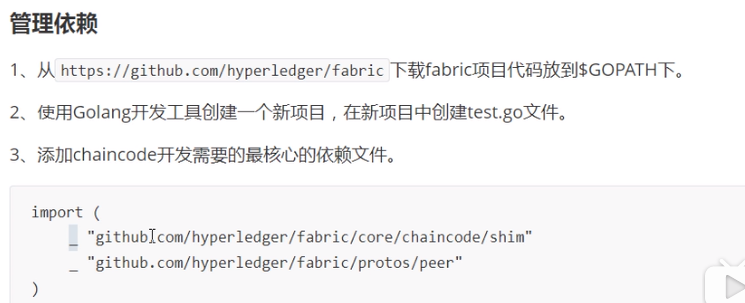 管理依赖
1、从 https://github.com/hyperledger/fabric 下载fabric项目代码放到$GOPATH下。
2、使用Golang开发工具创建一个新项目，在新项目中创建test.go文件。
3、添加chaincode开发需要的最核心的依赖文件。
import (
_ "github.com/hyperledger/fabric/core/chaincode/shim"
_ "github.com/hyperledger/fabric/protos/peer"
)